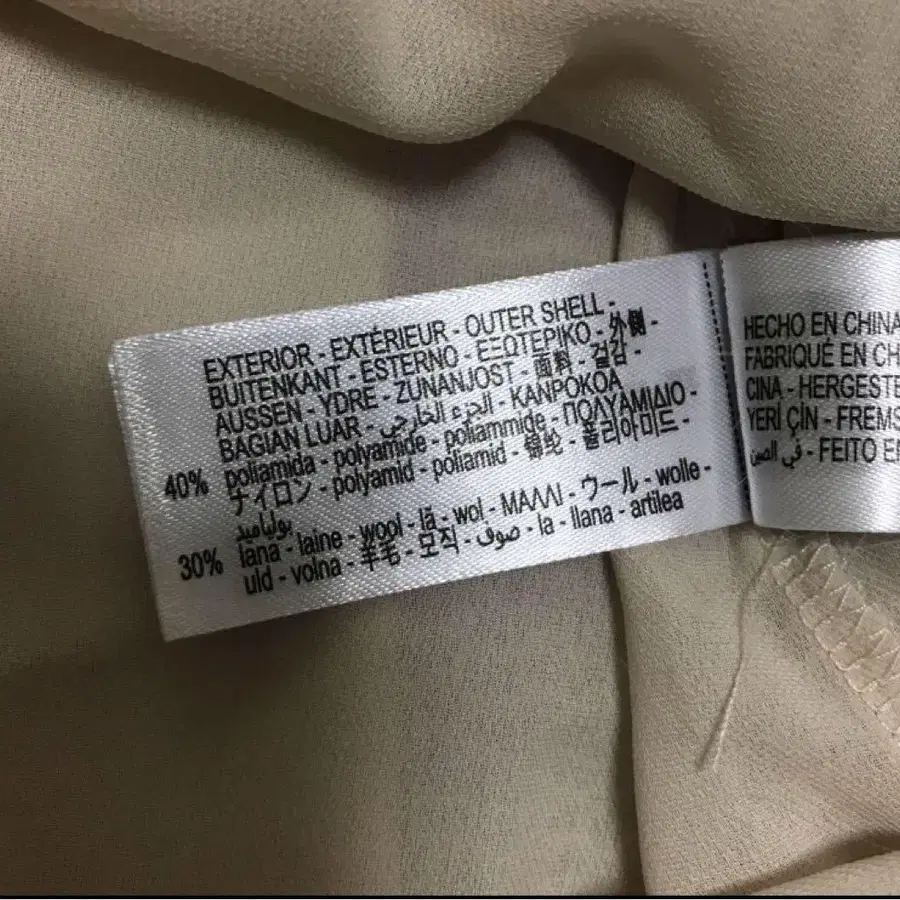 EXTERIOR - EXTÉRIEUR - OUTER SHELL -
BUITENKANT - ESTERNO - ΕΞΩΤΕΡΙΚΟ - 外側 -
AUSSEN - YDRE - ZUNANJOST - 面料 - 겉감 -
BAGIAN LUAR - الجزء الخارجي - KANPOKOA
40% poliamida - polyamide - poliammide - ΠΟΛΥΑΜΙΔΙΟ -
ナイロン - polyamid - poliamid - 锦纶 - 폴리아미드 -
بولياميد
30% lana - laine - wool - lã - wol - ΜΑΛΛΙ - ウール - wolle -
uld - volna - 羊毛 - 모직 - صوف - la - llana - artilea
HECHO EN CHINA
FABRIQUÉ EN CH
CINA - HERGESTE
YERİ ÇİN - FREMS
في الصين - FEITO E